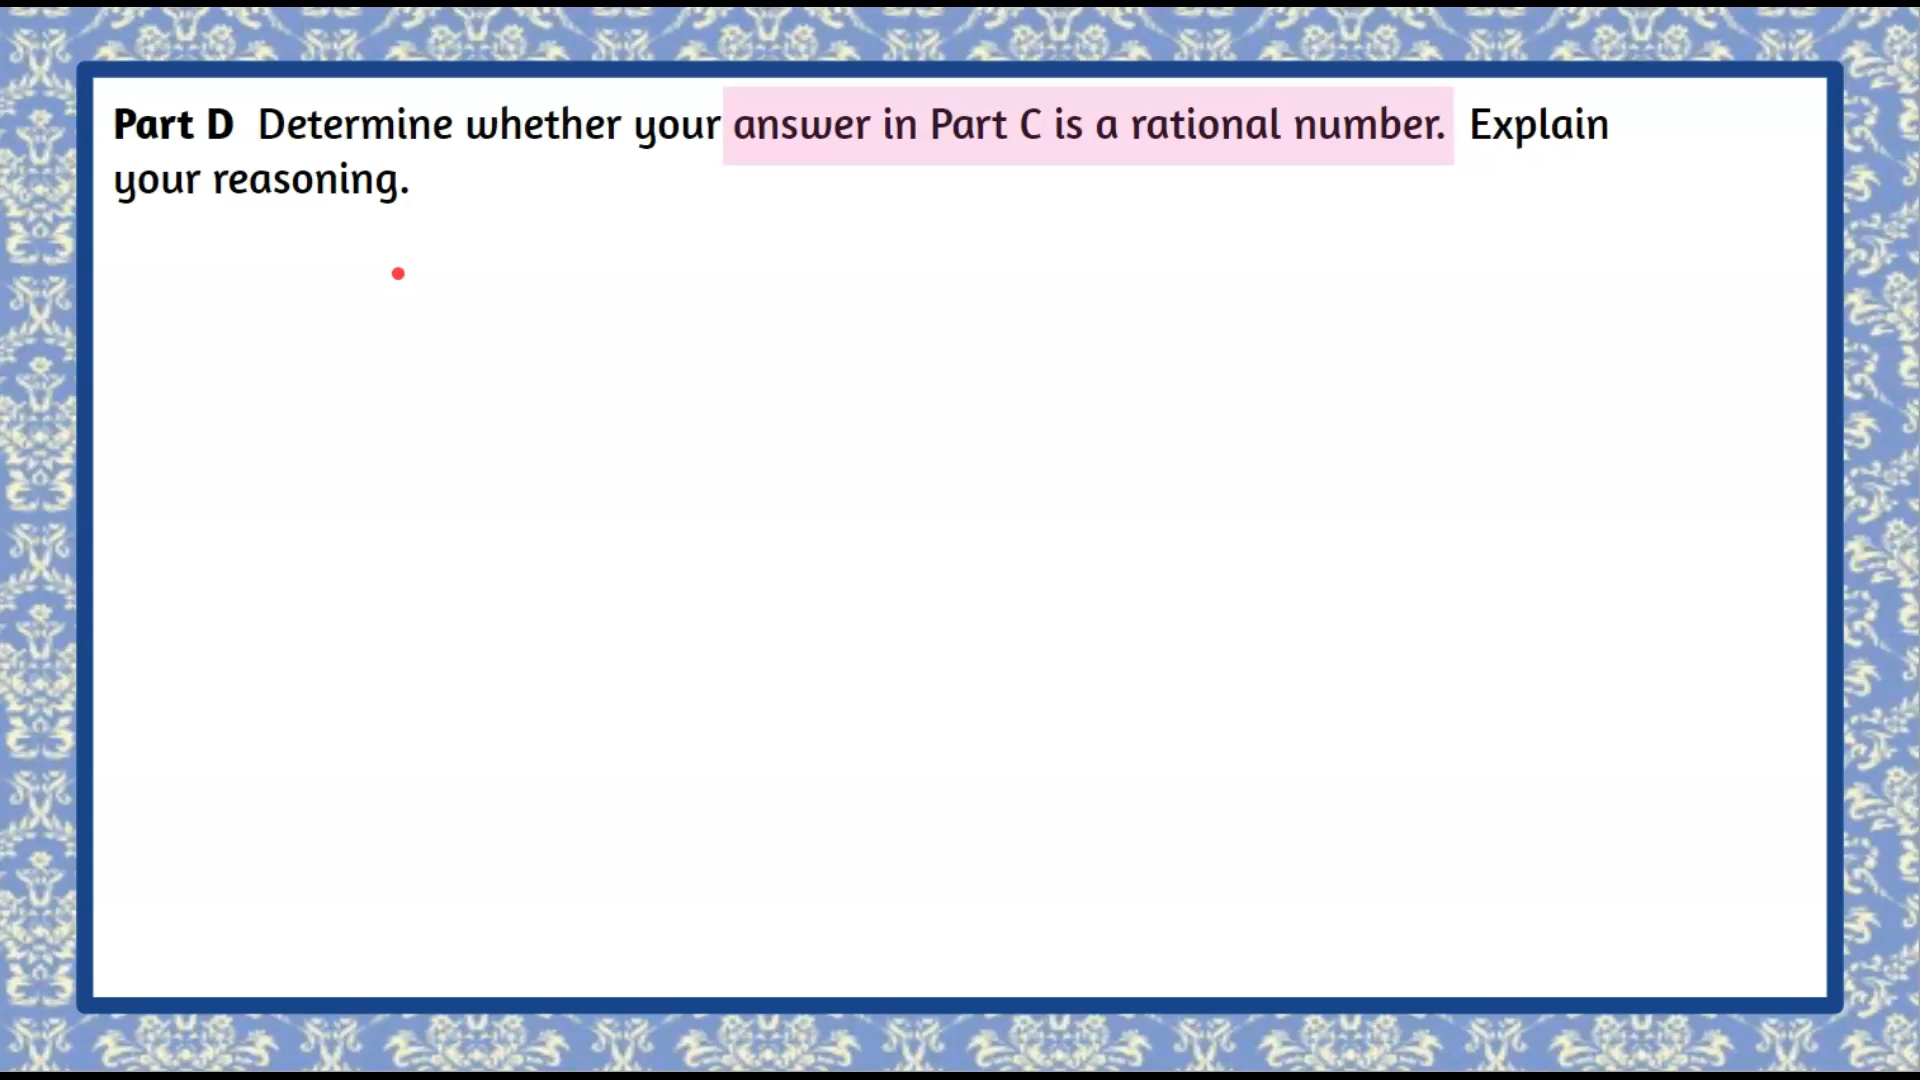 Part D Determine whether your answer in Part C is a rational number. Explain
your reasoning.